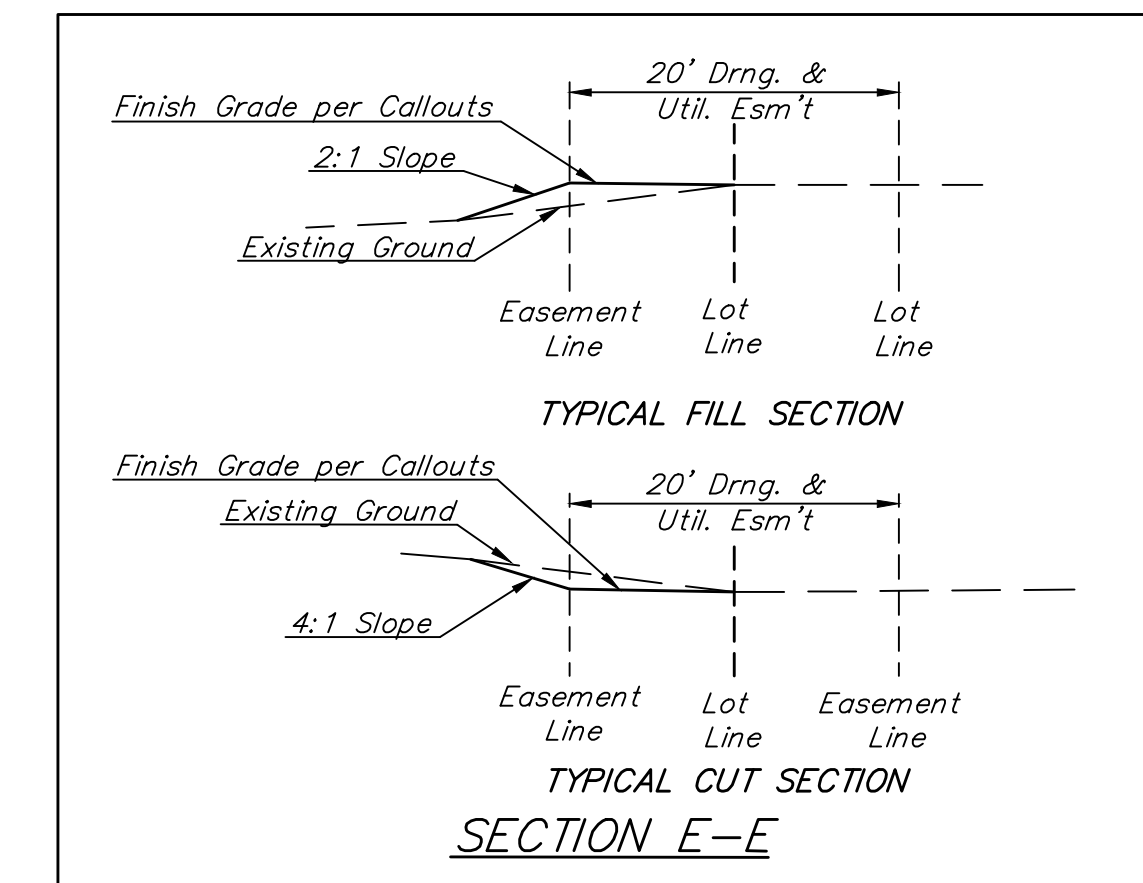 20' Drng. &
Util. Esm't
Finish Grade per Callouts
2:1 Slope
Existing Ground
Easement
Line
Lot
Line
Lot
Line
TYPICAL FILL SECTION
Finish Grade per Callouts
20' Drng. &
Util. Esm't
Existing Ground
4:1 Slope
Easement
Line
Lot
Line
Easement
Line
TYPICAL CUT SECTION
SECTION E-E